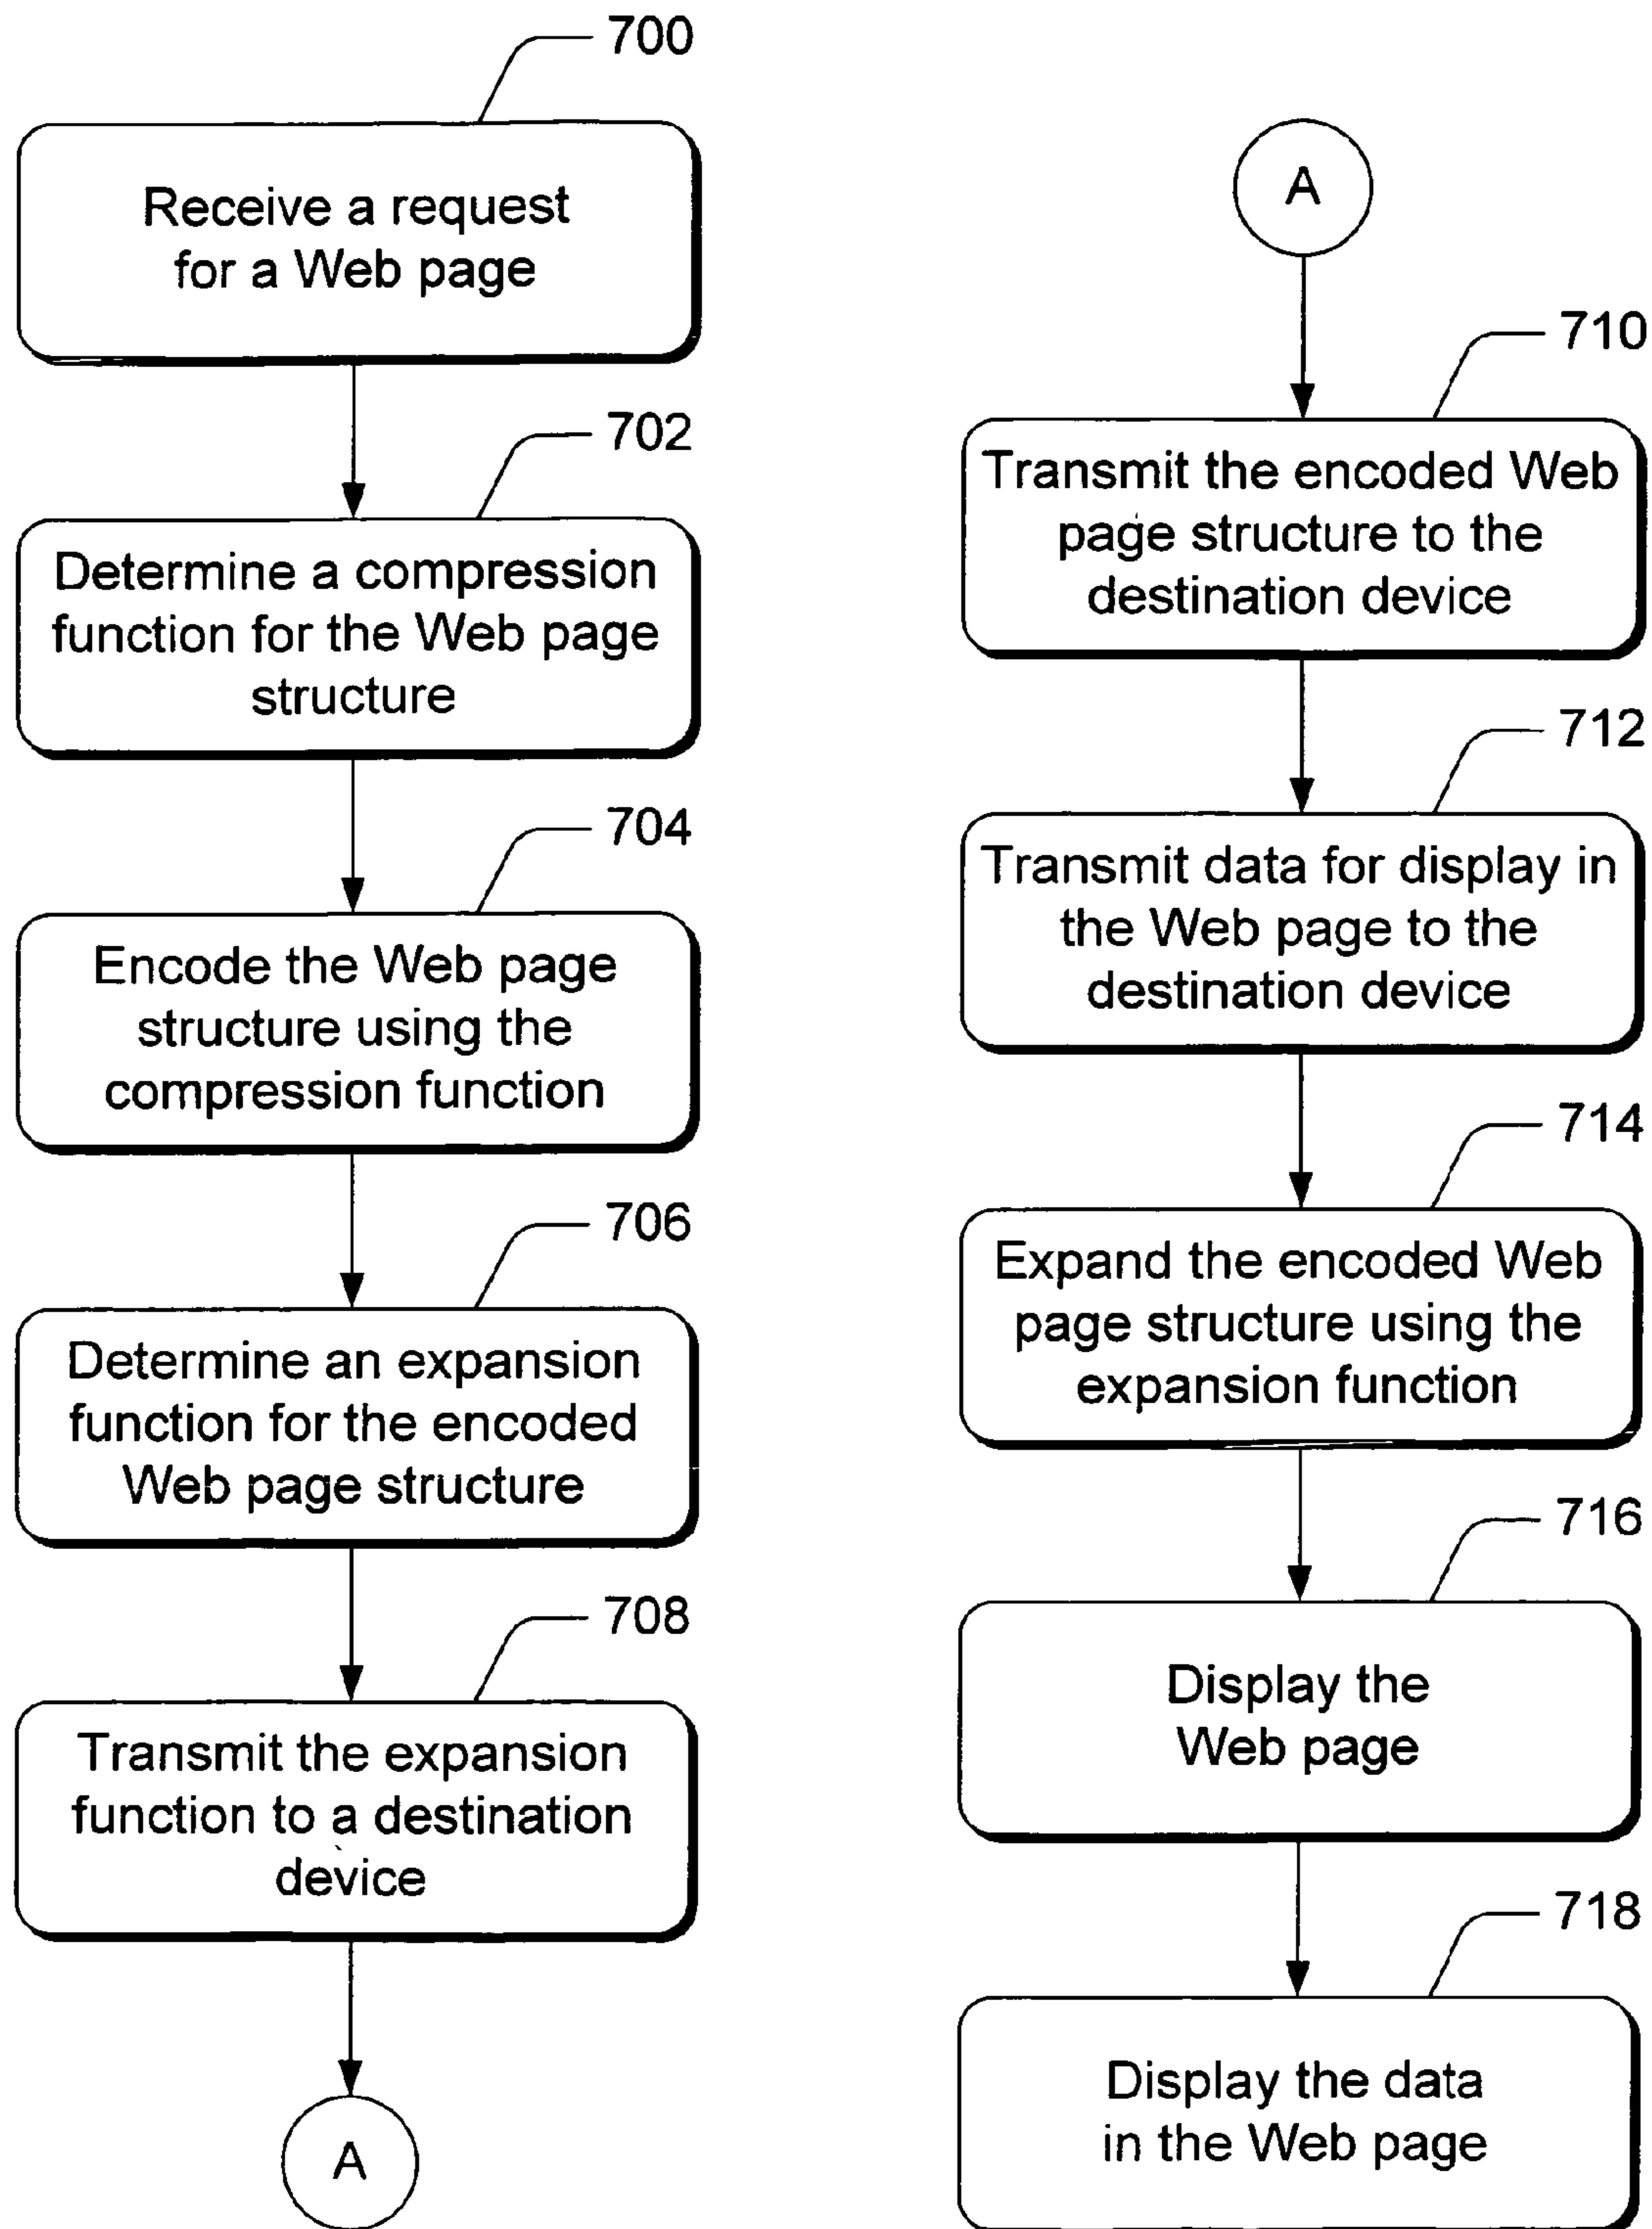 700
Receive a request
for a Web page
702
Determine a compression
function for the Web page
structure
704
Encode the Web page
structure using the
compression function
706
Determine an expansion
function for the encoded
Web page structure
708
Transmit the expansion
function to a destination
device
A
A
710
Transmit the encoded Web
page structure to the
destination device
712
Transmit data for display in
the Web page to the
destination device
714
Expand the encoded Web
page structure using the
expansion function
716
Display the
Web page
718
Display the data
in the Web page